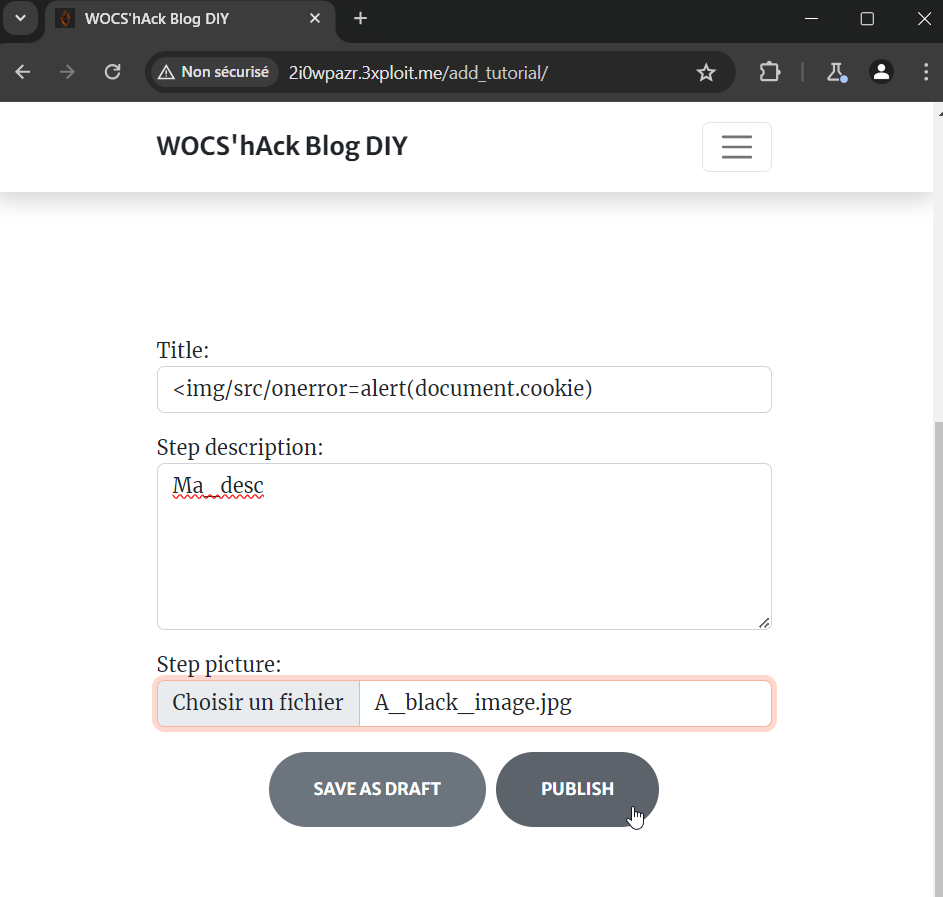 WOCS'hAck Blog DIY
Non sécurisé 2i0wpazr.3xploit.me/add_tutorial/
WOCS'hAck Blog DIY
Title:
<img/src/onerror=alert(document.cookie)
Step description:
Ma_desc
Step picture:
Choisir un fichier A_black_image.jpg
SAVE AS DRAFT PUBLISH